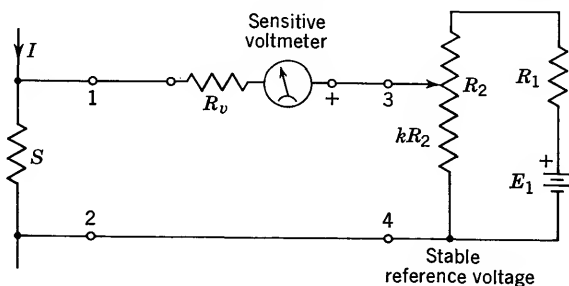 Sensitive
voltmeter
I
1
R_v
+
3
R_2
R_1
S
kR_2
+
E_1
2
4
Stable
reference voltage